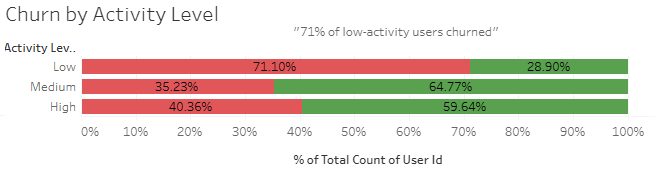 Churn by Activity Level
"71% of low-activity users churned"
Activity Lev..
Low 71.10% 28.90%
Medium 35.23% 64.77%
High 40.36% 59.64%
0% 10% 20% 30% 40% 50% 60% 70% 80% 90% 100%
% of Total Count of User Id